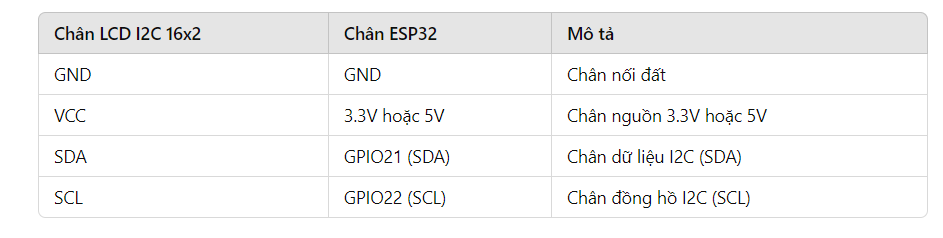 Chân LCD I2C 16x2 Chân ESP32 Mô tả
GND GND Chân nối đất
VCC 3.3V hoặc 5V Chân nguồn 3.3V hoặc 5V
SDA GPIO21 (SDA) Chân dữ liệu I2C (SDA)
SCL GPIO22 (SCL) Chân đồng hồ I2C (SCL)